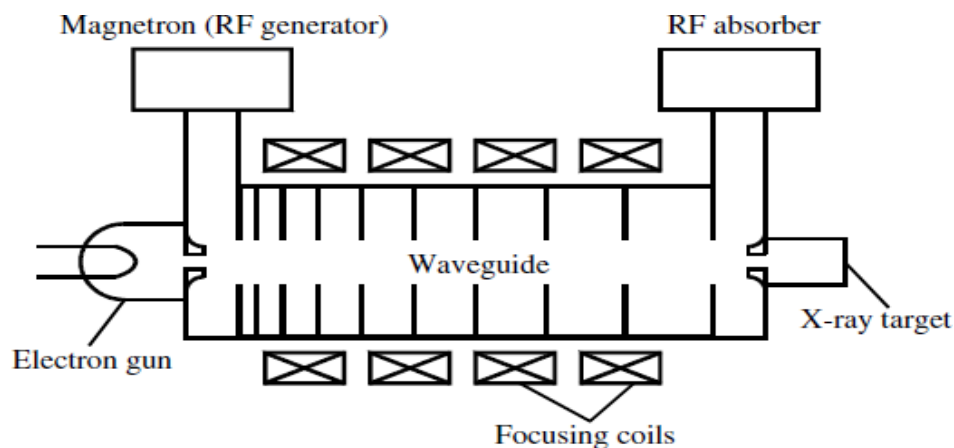 Magnetron (RF generator)
RF absorber
Waveguide
X-ray target
Electron gun
Focusing coils